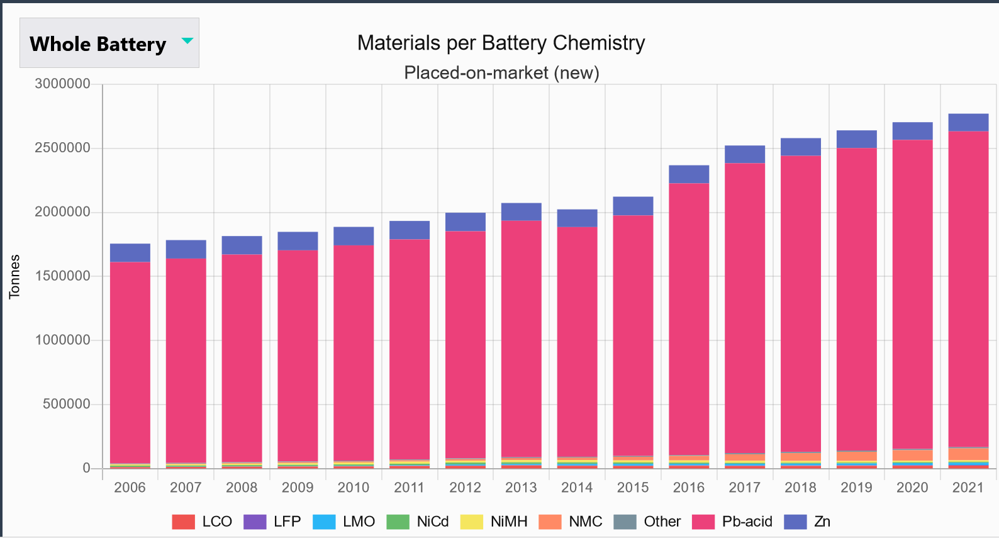 Whole Battery
Materials per Battery Chemistry
Placed-on-market (new)
3000000
2500000
2000000
1500000
1000000
500000
0
Tonnes
2006 2007 2008 2009 2010 2011 2012 2013 2014 2015 2016 2017 2018 2019 2020 2021
LCO LFP LMO NiCd NiMH NMC Other Pb-acid Zn